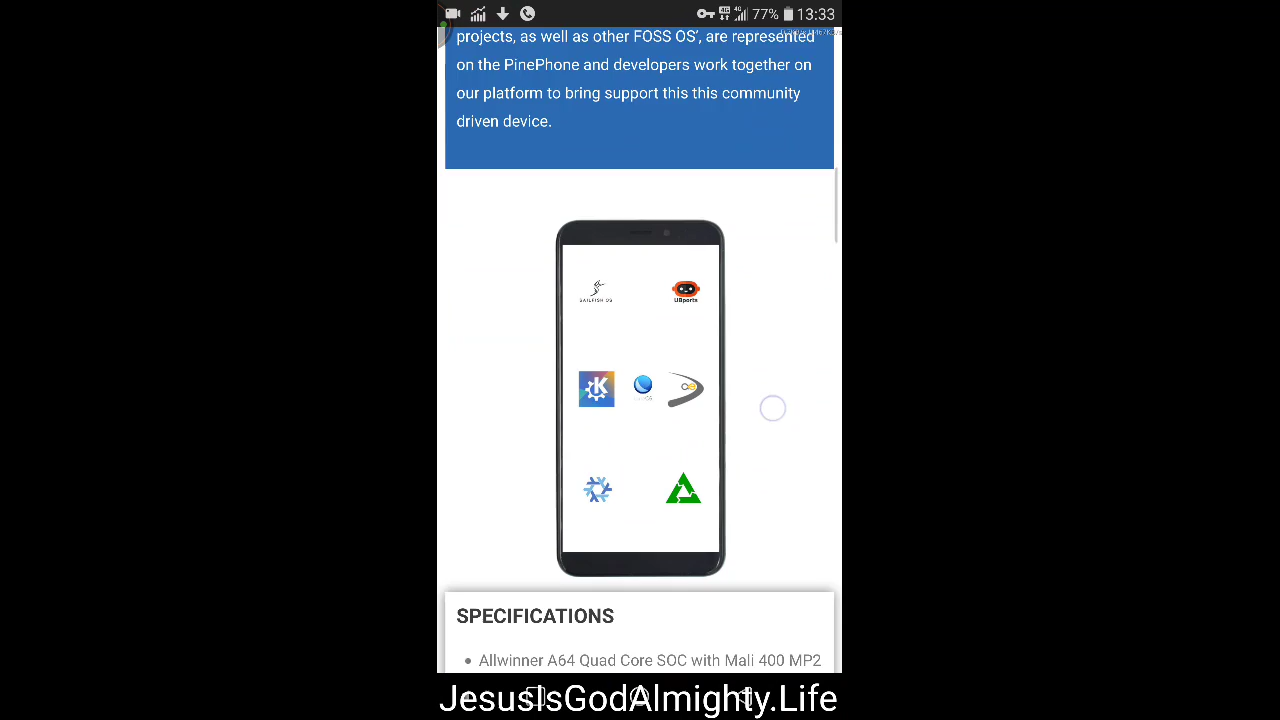 77% 13:33
projects, as well as other FOSS OS’, are represented
on the PinePhone and developers work together on
our platform to bring support this this community
driven device.
SAILFISH OS
UBports
SPECIFICATIONS
Allwinner A64 Quad Core SOC with Mali 400 MP2
JesusIsGodAlmighty.Life